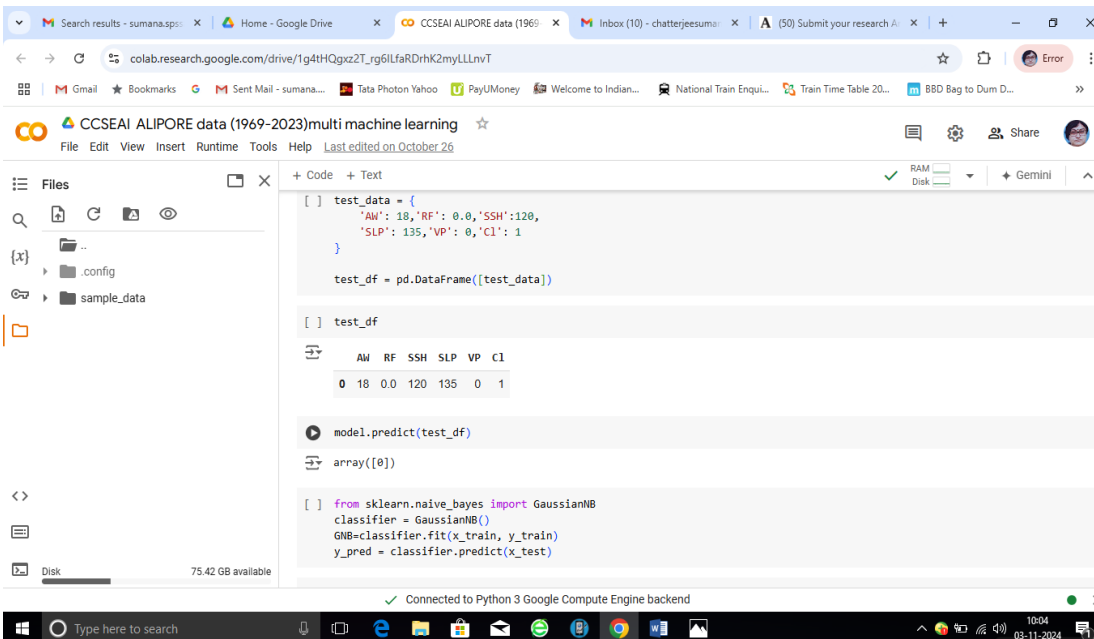 Search results - sumana.spss
Home - Google Drive
CCSEAI ALIPORE data (1969-
Inbox (10) - chatterjeesumar
(50) Submit your research A
colab.research.google.com/drive/1g4tHQgxz2T_rg6ILfaRDrhK2myLLLnvT
Error
Gmail Bookmarks Sent Mail - sumana.... Tata Photon Yahoo PayUMoney Welcome to Indian... National Train Enqui... Train Time Table 20... BBD Bag to Dum D...
CCSEAI ALIPORE data (1969-2023)multi machine learning
Share
File Edit View Insert Runtime Tools Help Last edited on October 26
Files
+ Code + Text
RAM
Disk
Gemini
..
.config
sample_data
{x}
[ ] test_data = {
'AW': 18,'RF': 0.0,'SSH':120,
'SLP': 135,'VP': 0,'Cl': 1
}
test_df = pd.DataFrame([test_data])
[ ] test_df
AW RF SSH SLP VP Cl
0 18 0.0 120 135 0 1
model.predict(test_df)
array([0])
[ ] from sklearn.naive_bayes import GaussianNB
classifier = GaussianNB()
GNB=classifier.fit(x_train, y_train)
y_pred = classifier.predict(x_test)
Disk 75.42 GB available
Connected to Python 3 Google Compute Engine backend
Type here to search
10:04
03-11-2024